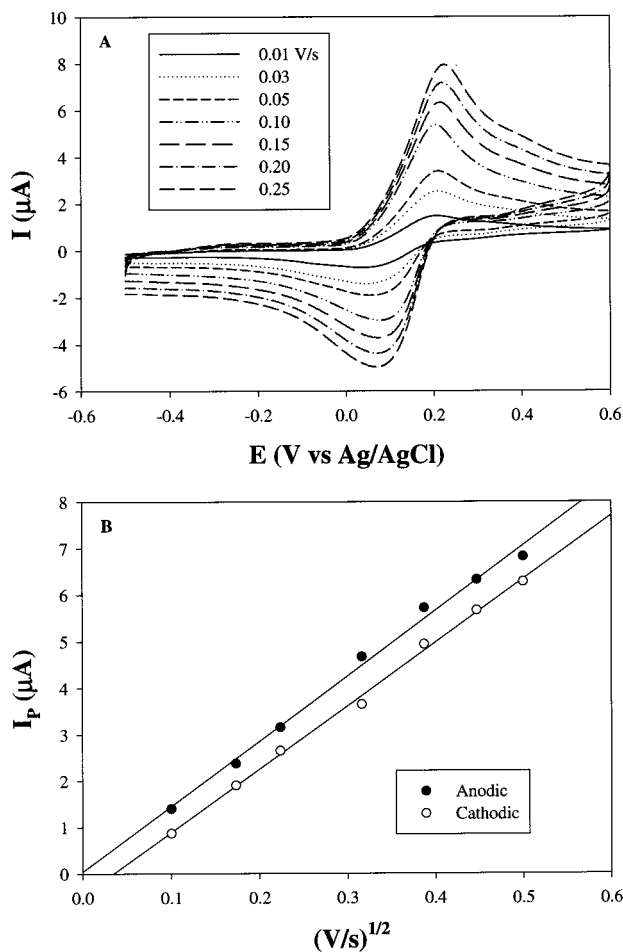 A
0.01 V/s
0.03
0.05
0.10
0.15
0.20
0.25
10
8
6
4
2
0
-2
-4
-6
I (μA)
-0.6 -0.4 -0.2 0.0 0.2 0.4 0.6
E (V vs Ag/AgCl)
B
8
7
6
5
4
3
2
1
0
I_P (μA)
Anodic
Cathodic
0.0 0.1 0.2 0.3 0.4 0.5 0.6
(V/s)^1/2